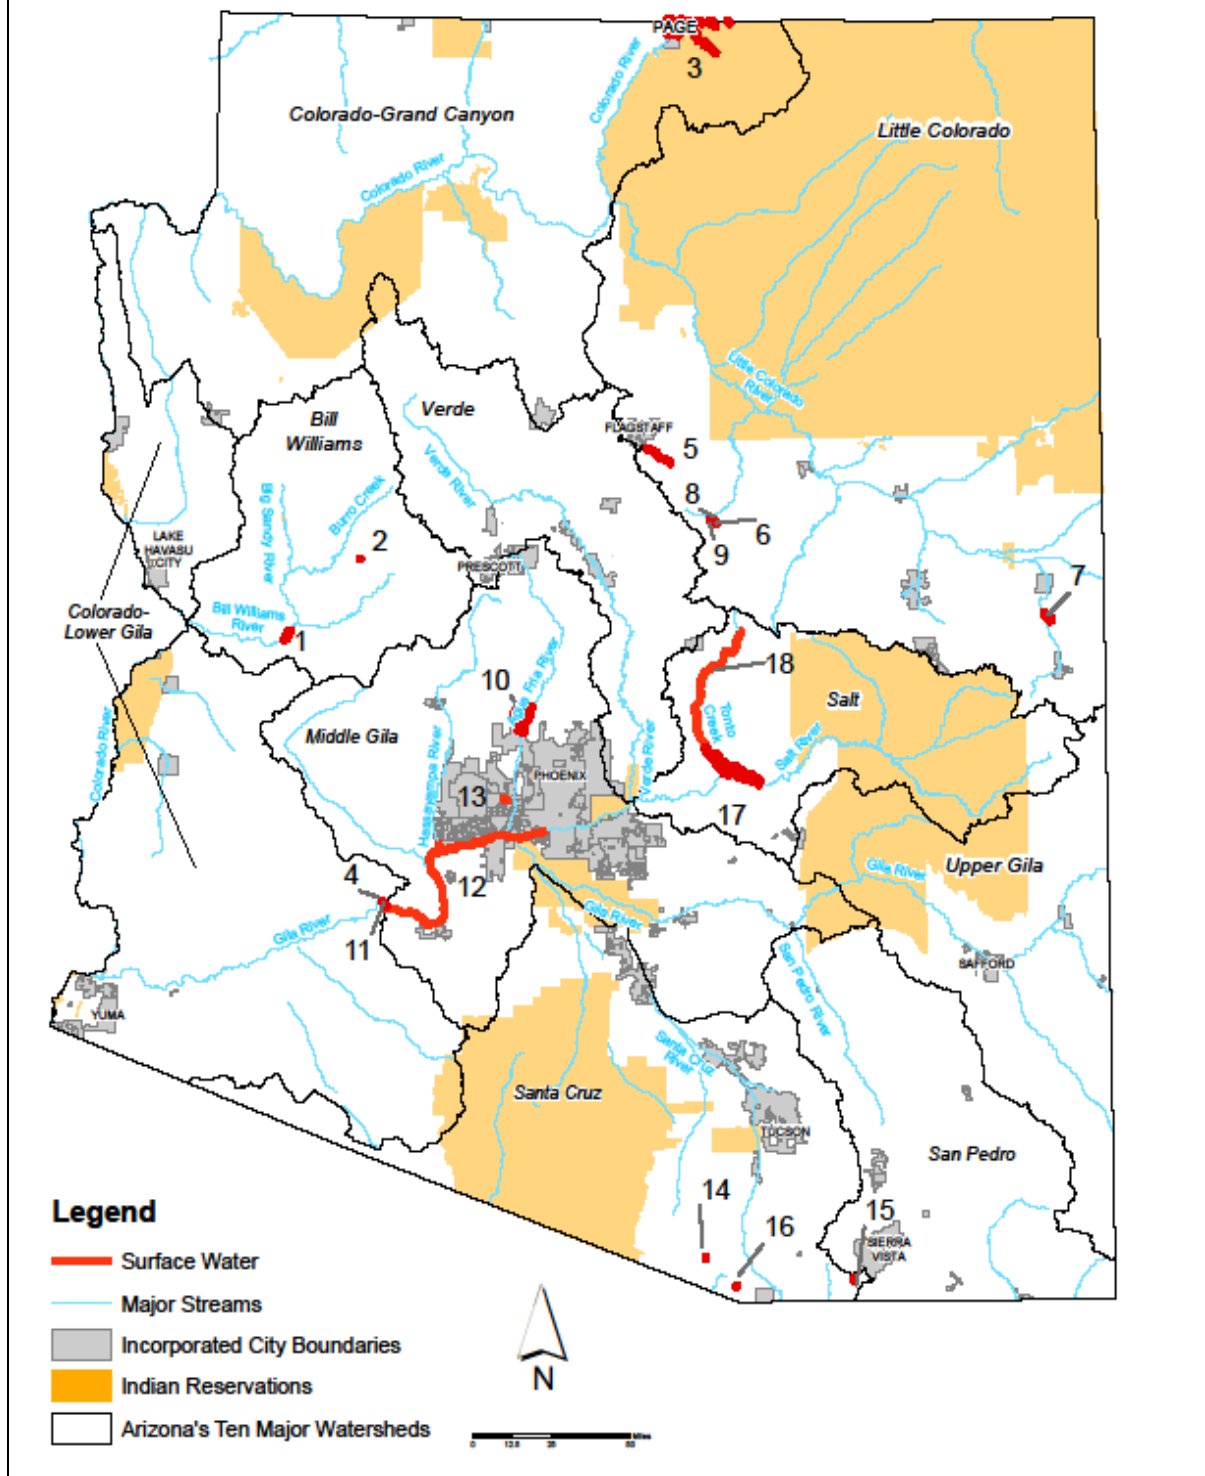 PAGE
3
Colorado River
Colorado-Grand Canyon
Little Colorado
Colorado River
Little Colorado
River
Bill
Williams
Verde
FLAGSTAFF
5
Verde River
Big Sandy River
Burro Creek
8
6
9
2
LAKE
HAVASU
CITY
PRESCOTT
7
Colorado-
Lower Gila
Bill Williams
River
1
18
10
Fria River
Salt
Tonto
Creek
Middle Gila
Colorado River
Salt River
Verde River
PHOENIX
13
17
4
12
Gila River
Upper Gila
11
Gila River
Gila River
San Pedro River
SAFFORD
YUMA
Santa Cruz
River
Santa Cruz
TUCSON
San Pedro
14
16
15
SIERRA
VISTA
Legend
Surface Water
Major Streams
Incorporated City Boundaries
Indian Reservations
Arizona's Ten Major Watersheds
N
0
50
Miles